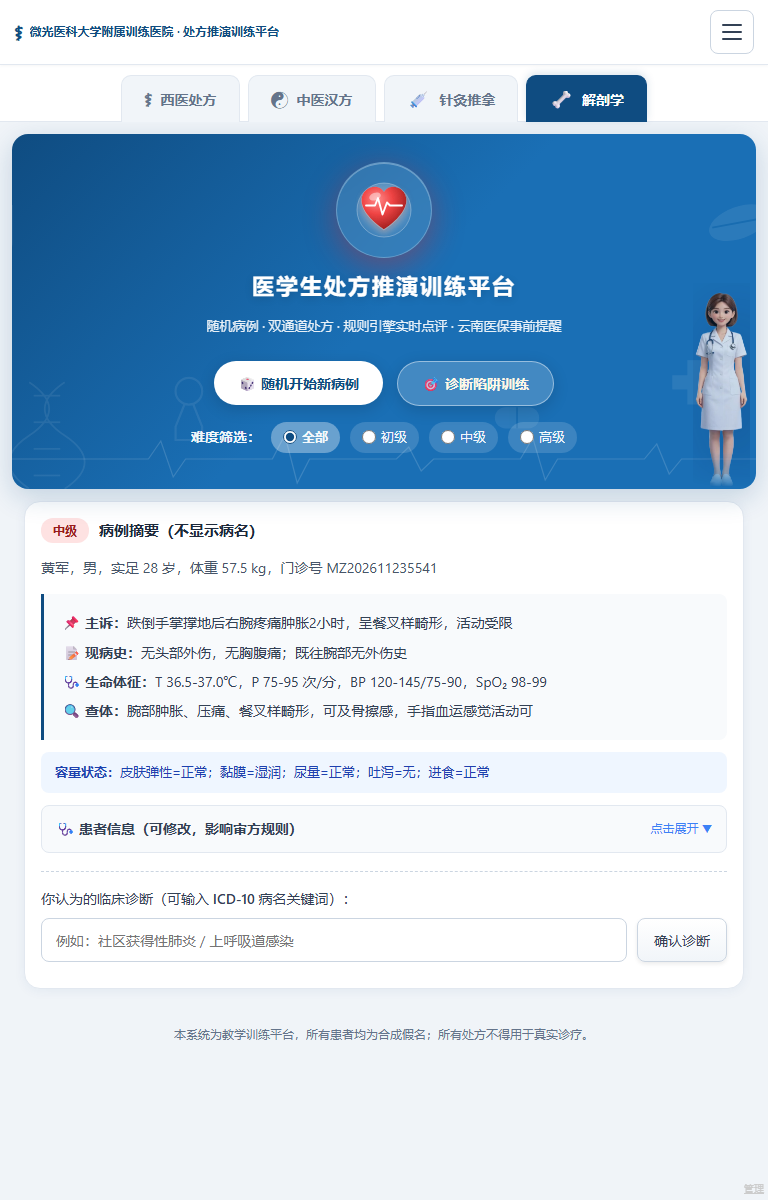 微光医科大学附属训练医院 · 处方推演训练平台
西医处方
中医汉方
针灸推拿
解剖学
医学生处方推演训练平台
随机病例 · 双通道处方 · 规则引擎实时点评 · 云南医保事前提醒
随机开始新病例
诊断陷阱训练
难度筛选：
全部
初级
中级
高级
中级 病例摘要（不显示病名）
黄军，男，实足 28 岁，体重 57.5 kg，门诊号 MZ202611235541
主诉：跌倒手掌撑地后右腕疼痛肿胀2小时，呈餐叉样畸形，活动受限
现病史：无头部外伤，无胸腹痛；既往腕部无外伤史
生命体征：T 36.5-37.0℃，P 75-95 次/分，BP 120-145/75-90，SpO₂ 98-99
查体：腕部肿胀、压痛、餐叉样畸形，可及骨擦感，手指血运感觉活动可
容量状态：皮肤弹性=正常；黏膜=湿润；尿量=正常；吐泻=无；进食=正常
患者信息（可修改，影响审方规则）
点击展开 ▼
你认为的临床诊断（可输入 ICD-10 病名关键词）：
例如：社区获得性肺炎 / 上呼吸道感染
确认诊断
本系统为教学训练平台，所有患者均为合成假名；所有处方不得用于真实诊疗。
管理